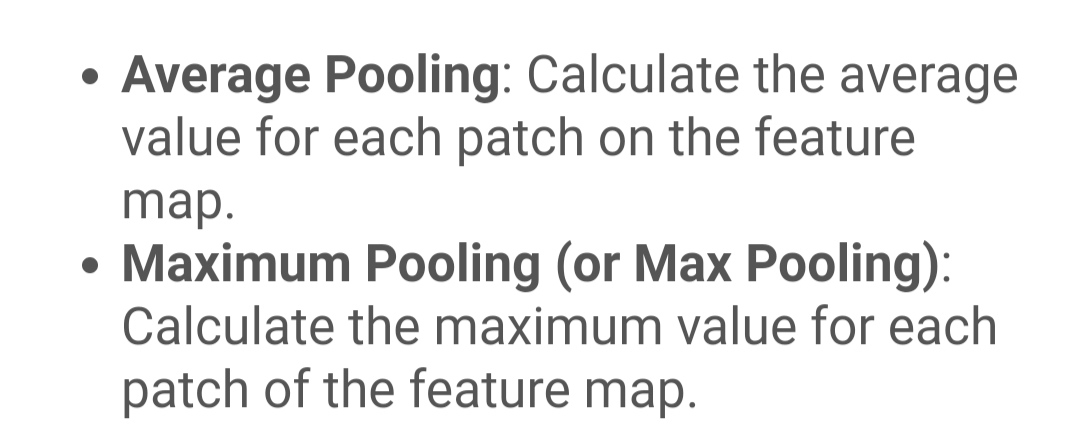 • Average Pooling: Calculate the average
value for each patch on the feature
map.
• Maximum Pooling (or Max Pooling):
Calculate the maximum value for each
patch of the feature map.